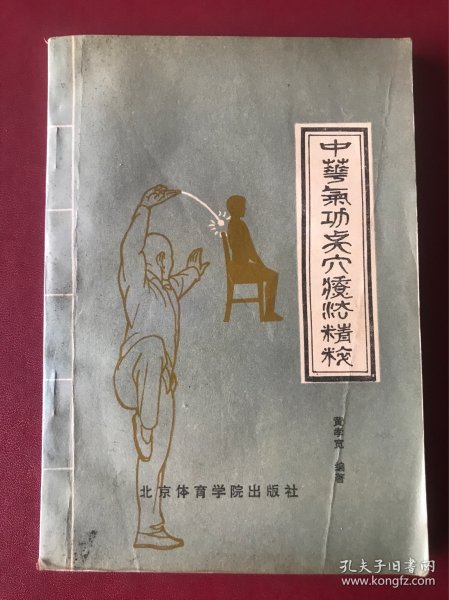 中華氣功点穴療法精粹
黄学宽 编著
北京体育学院出版社
孔夫子旧书网
www.kongfz.com